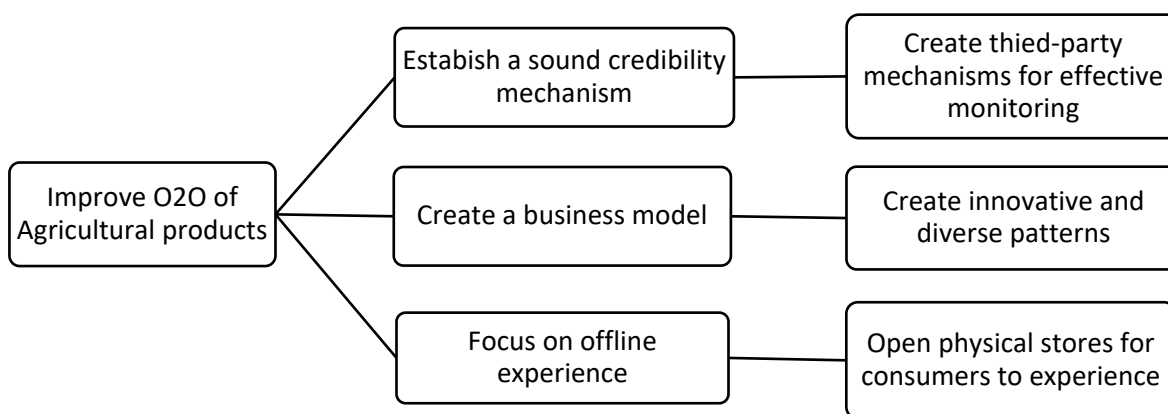 Improve O2O of
Agricultural products
Estabish a sound credibility
mechanism
Create thied-party
mechanisms for effective
monitoring
Create a business model
Create innovative and
diverse patterns
Focus on offline
experience
Open physical stores for
consumers to experience